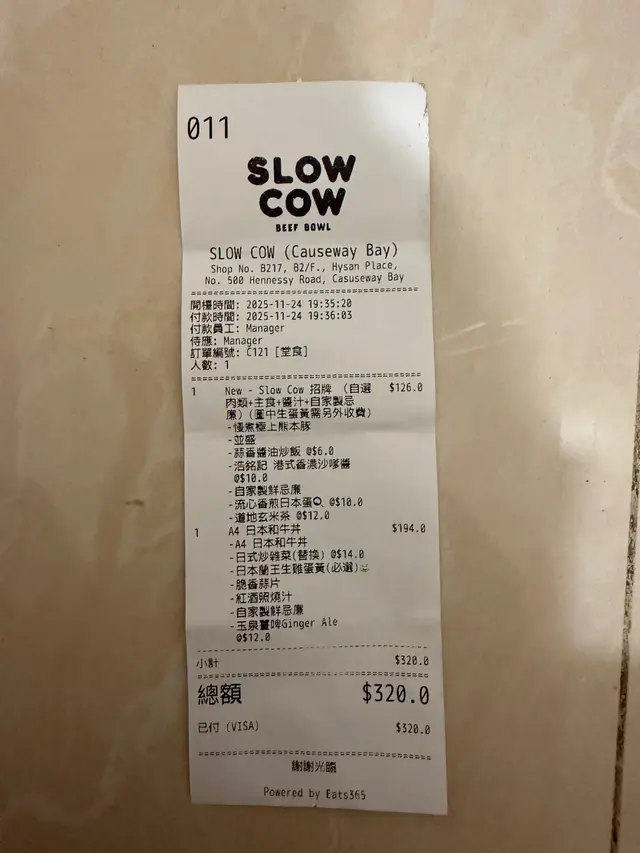 011
SLOW
COW
BEEF BOWL
SLOW COW (Causeway Bay)
Shop No. B217, B2/F., Hysan Place,
No. 500 Hennessy Road, Casuseway Bay
開檯時間: 2025-11-24 19:35:20
付款時間: 2025-11-24 19:36:03
付款員工: Manager
侍應: Manager
訂單編號: C121 [堂食]
人數: 1
1 New - Slow Cow 招牌 (自選 $126.0
肉類+主食+醬汁+自家製忌
廉) (圖中生蛋黃需另外收費)
-慢煮極上熊本豚
-並盛
-蒜香醬油炒飯 @$6.0
-浩銘記 港式香濃沙嗲醬
@$10.0
-自家製鮮忌廉
-流心香煎日本蛋🍳 @$10.0
-道地玄米茶 @$12.0
1 A4 日本和牛丼 $194.0
-A4 日本和牛丼
-日式炒雜菜(替換) @$14.0
-日本蘭王生雞蛋黃(必選)
-脆香蒜片
-紅酒照燒汁
-自家製鮮忌廉
-玉泉薑啤Ginger Ale
@$12.0
小計 $320.0
總額 $320.0
已付 (VISA) $320.0
謝謝光臨
Powered by Eats365